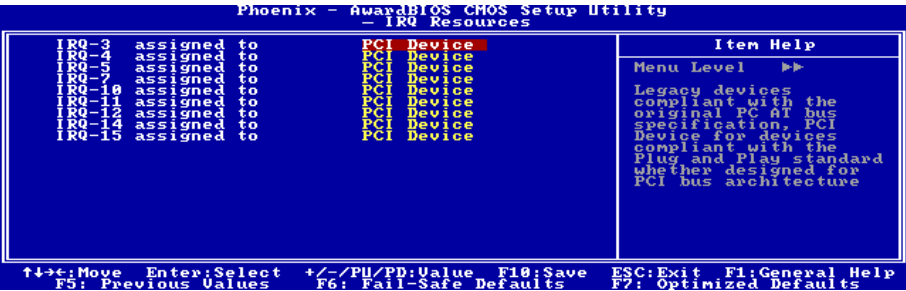 Phoenix - AwardBIOS CMOS Setup Utility
- IRQ Resources
IRQ-3 assigned to PCI Device
IRQ-4 assigned to PCI Device
IRQ-5 assigned to PCI Device
IRQ-7 assigned to PCI Device
IRQ-10 assigned to PCI Device
IRQ-11 assigned to PCI Device
IRQ-12 assigned to PCI Device
IRQ-14 assigned to PCI Device
IRQ-15 assigned to PCI Device
Item Help
Menu Level ▶▶
Legacy devices
compliant with the
original PC AT bus
specification, PCI
Device for devices
compliant with the
Plug and Play standard
whether designed for
PCI bus architecture
↑↓→←:Move Enter:Select +/-/PU/PD:Value F10:Save ESC:Exit F1:General Help
F5: Previous Values F6: Fail-Safe Defaults F7: Optimized Defaults